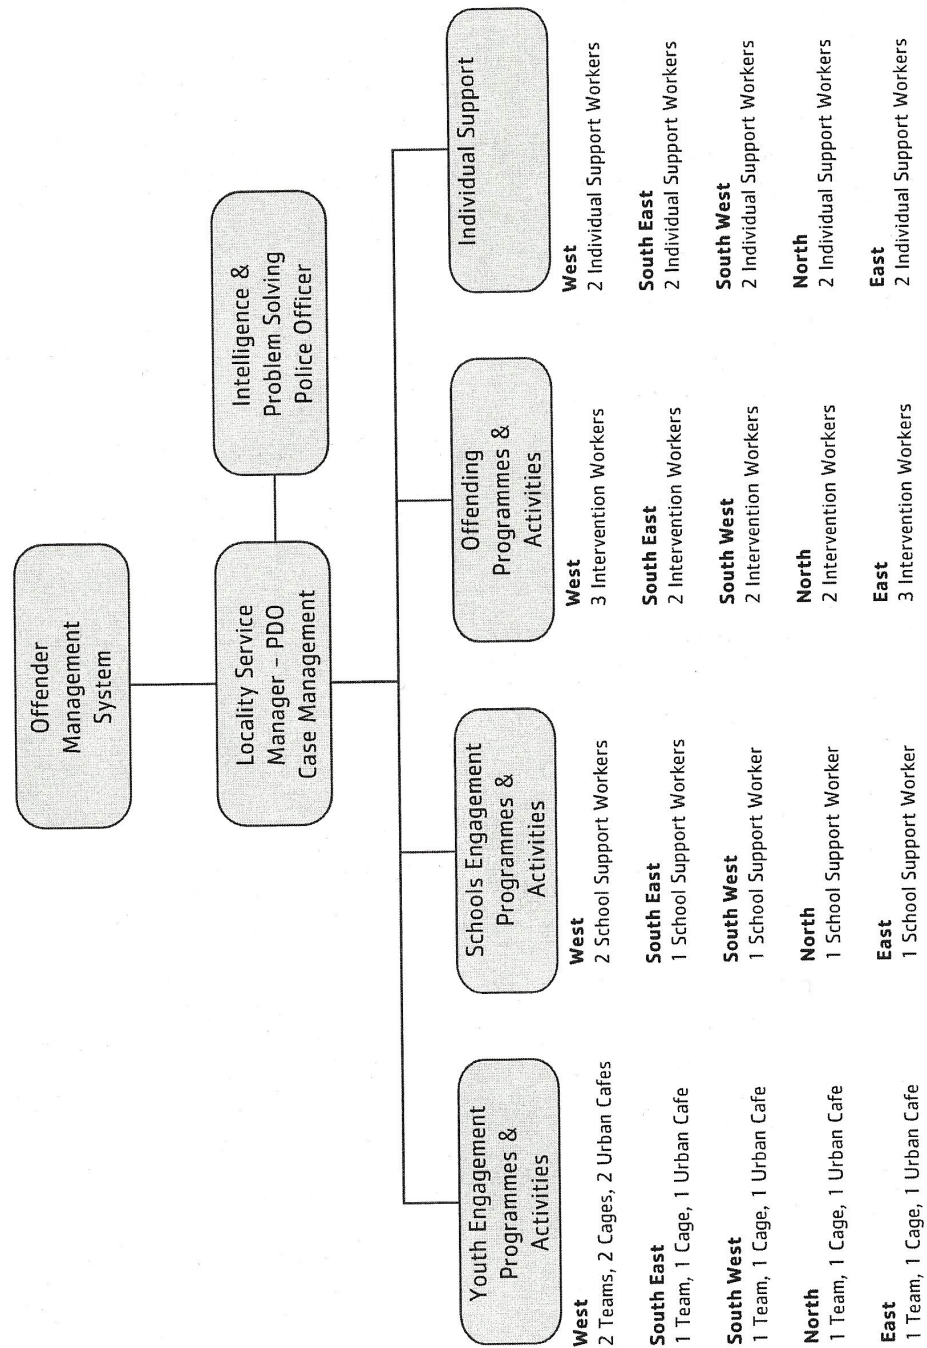 Offender
Management
System
Locality Service
Manager – PDO
Case Management
Intelligence &
Problem Solving
Police Officer
Youth Engagement
Programmes &
Activities
West
2 Teams, 2 Cages, 2 Urban Cafes
South East
1 Team, 1 Cage, 1 Urban Cafe
South West
1 Team, 1 Cage, 1 Urban Cafe
North
1 Team, 1 Cage, 1 Urban Cafe
East
1 Team, 1 Cage, 1 Urban Cafe
Schools Engagement
Programmes &
Activities
West
2 School Support Workers
South East
1 School Support Workers
South West
1 School Support Worker
North
1 School Support Worker
East
1 School Support Worker
Offending
Programmes &
Activities
West
3 Intervention Workers
South East
2 Intervention Workers
South West
2 Intervention Workers
North
2 Intervention Workers
East
3 Intervention Workers
Individual Support
West
2 Individual Support Workers
South East
2 Individual Support Workers
South West
2 Individual Support Workers
North
2 Individual Support Workers
East
2 Individual Support Workers